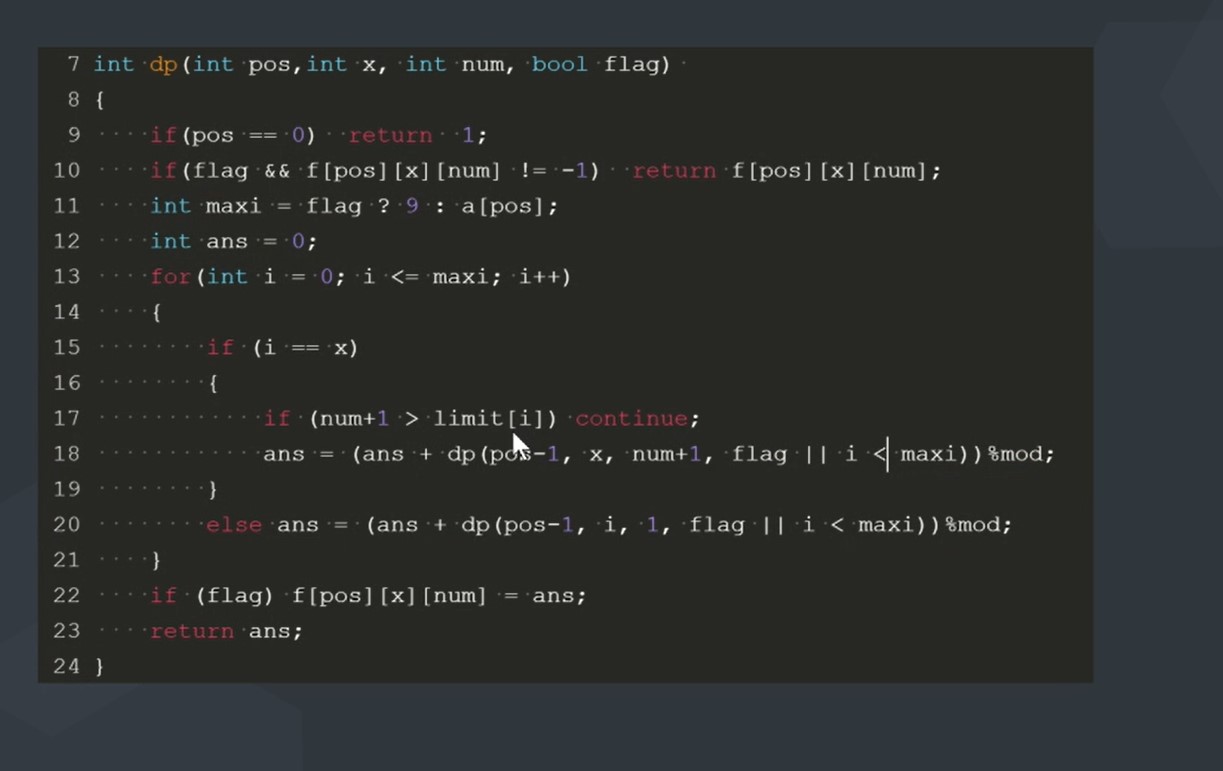 7 int dp(int pos,int x, int num, bool flag)
8 {
9     if(pos == 0)  return  1;
10     if(flag && f[pos][x][num] != -1)  return f[pos][x][num];
11     int maxi = flag ? 9 : a[pos];
12     int ans = 0;
13     for(int i = 0; i <= maxi; i++)
14     {
15         if (i == x)
16         {
17             if (num+1 > limit[i]) continue;
18             ans = (ans + dp(pos-1, x, num+1, flag || i < maxi))%mod;
19         }
20         else ans = (ans + dp(pos-1, i, 1, flag || i < maxi))%mod;
21     }
22     if (flag) f[pos][x][num] = ans;
23     return ans;
24 }